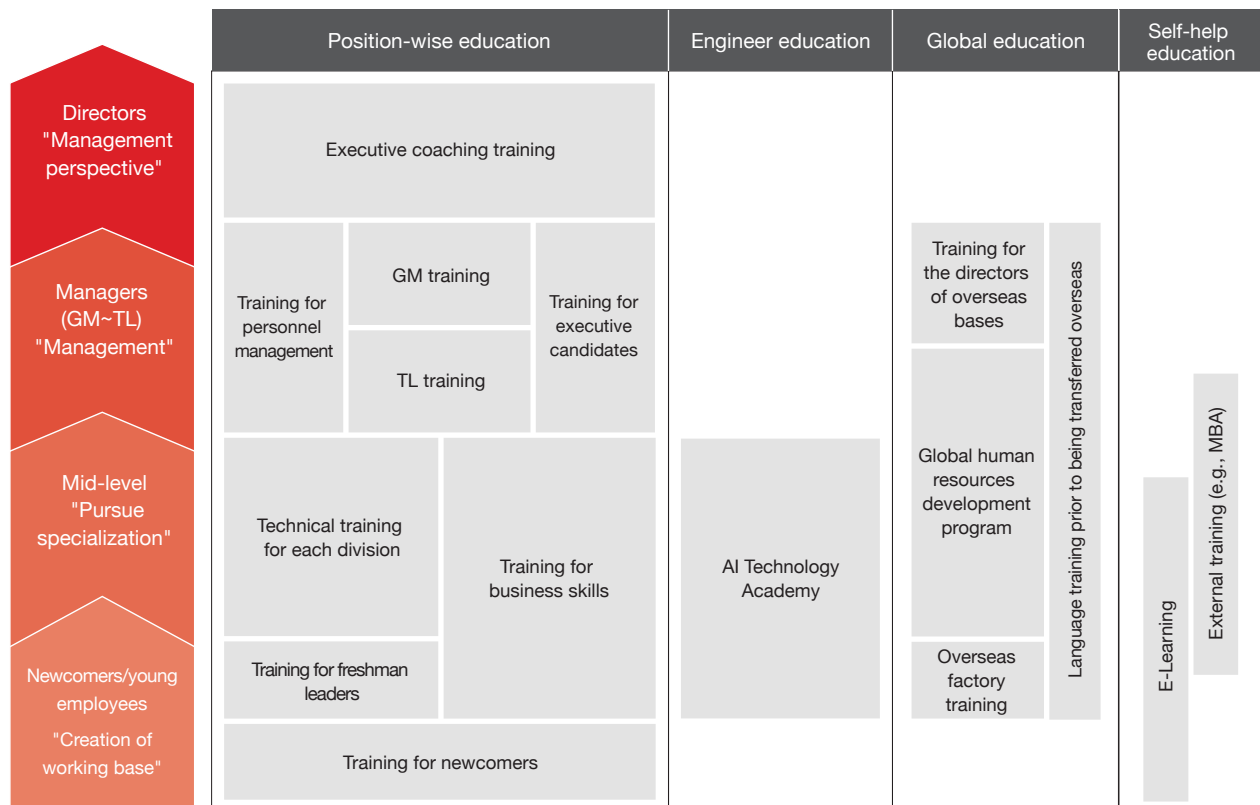 Position-wise education
Engineer education
Global education
Self-help
education
Directors
"Management
perspective"
Managers
(GM~TL)
"Management"
Mid-level
"Pursue
specialization"
Newcomers/young
employees
"Creation of
working base"
Executive coaching training
Training for
personnel
management
GM training
TL training
Training for
executive
candidates
Technical training
for each division
Training for
business skills
Training for freshman
leaders
Training for newcomers
AI Technology
Academy
Training for
the directors
of overseas
bases
Global human
resources
development
program
Overseas
factory
training
Language training prior to being transferred overseas
E-Learning
External training (e.g., MBA)